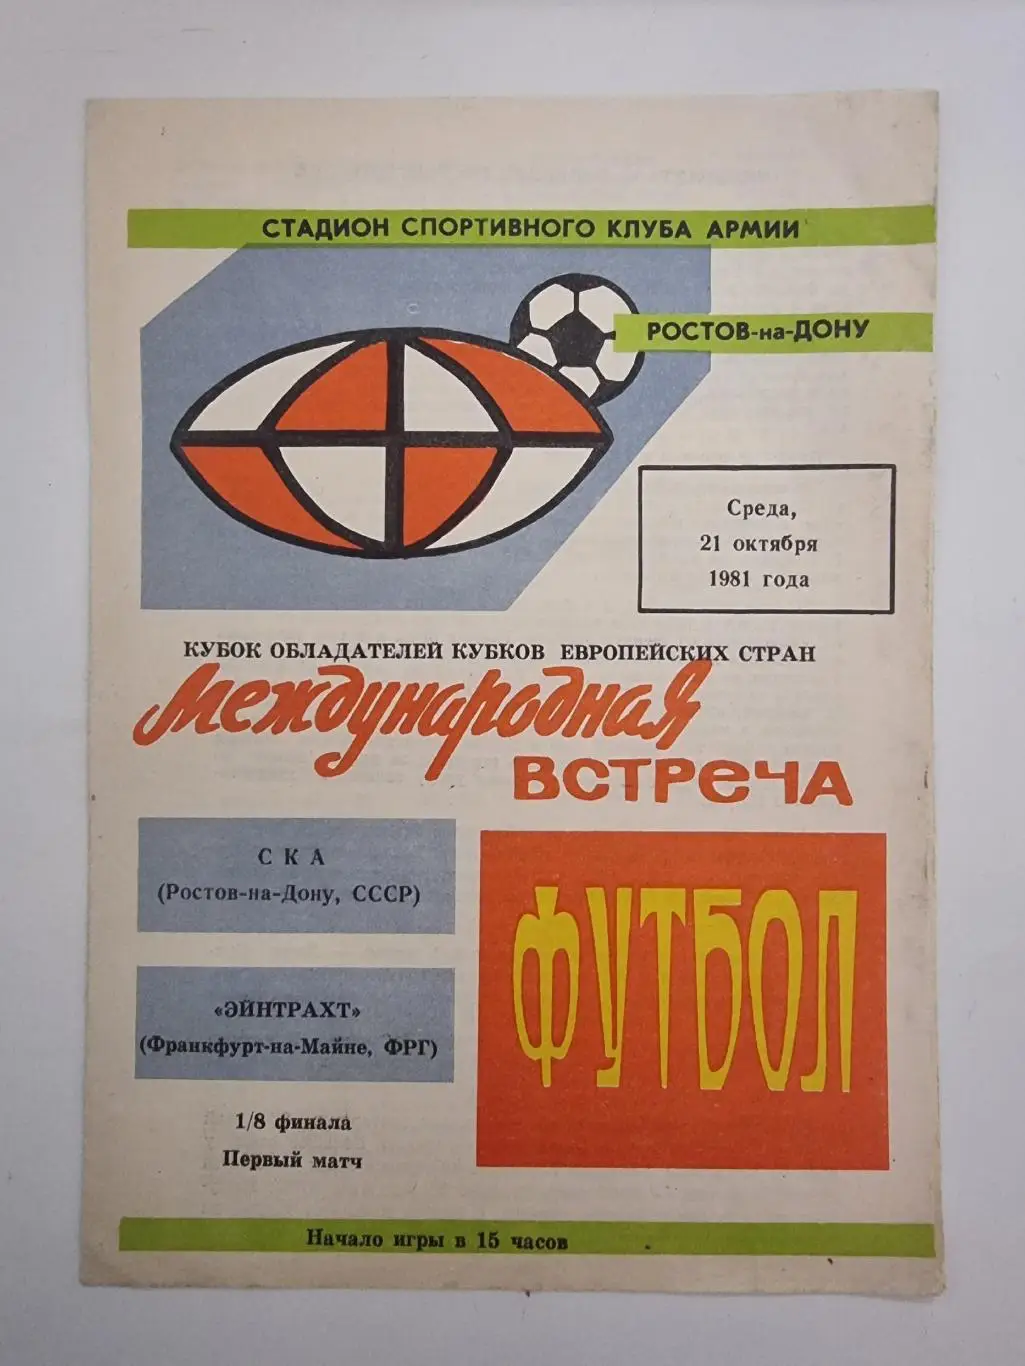 СТАДИОН СПОРТИВНОГО КЛУБА АРМИИ
РОСТОВ-на-ДОНУ
Среда,
21 октября
1981 года
КУБОК ОБЛАДАТЕЛЕЙ КУБКОВ ЕВРОПЕЙСКИХ СТРАН
Международная
ВСТРЕЧА
СКА
(Ростов-на-Дону, СССР)
«ЭЙНТРАХТ»
(Франкфурт-на-Майне, ФРГ)
1/8 финала
Первый матч
ФУТБОЛ
Начало игры в 15 часов